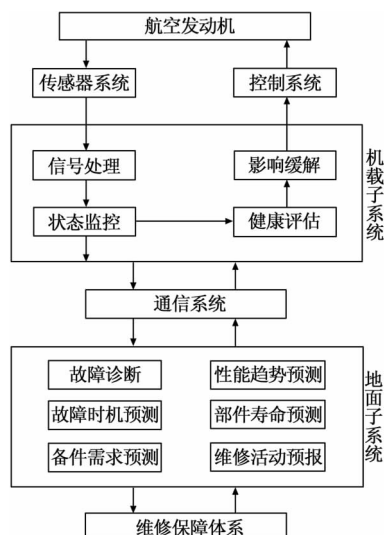 航空发动机
传感器系统
控制系统
信号处理
影响缓解
状态监控
健康评估
机载子系统
通信系统
故障诊断
性能趋势预测
故障时机预测
部件寿命预测
备件需求预测
维修活动预报
地面子系统
维修保障体系